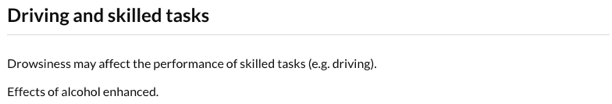 Driving and skilled tasks
Drowsiness may affect the performance of skilled tasks (e.g. driving).
Effects of alcohol enhanced.